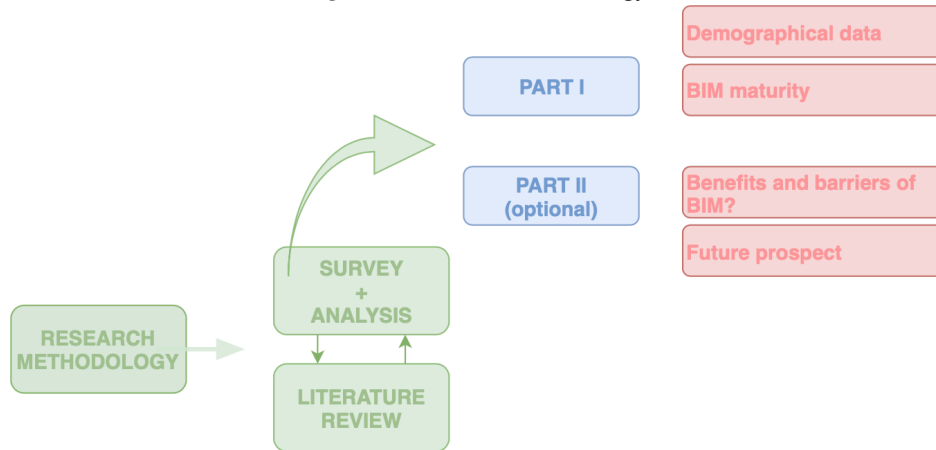 Demographical data
PART I
BIM maturity
PART II
(optional)
Benefits and barriers of
BIM?
Future prospect
SURVEY
+
ANALYSIS
RESEARCH
METHODOLOGY
LITERATURE
REVIEW